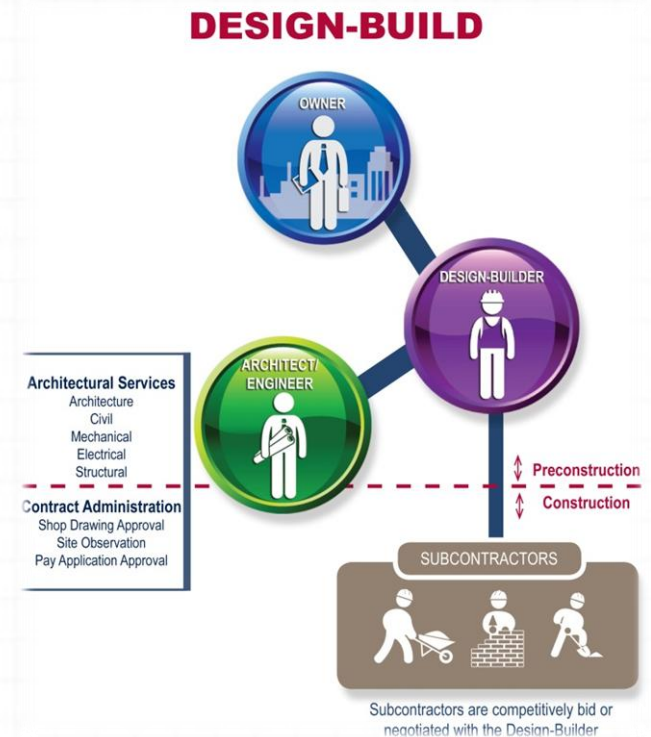 DESIGN-BUILD
OWNER
DESIGN-BUILDER
ARCHITECT/
ENGINEER
Architectural Services
Architecture
Civil
Mechanical
Electrical
Structural
Preconstruction
Construction
Contract Administration
Shop Drawing Approval
Site Observation
Pay Application Approval
SUBCONTRACTORS
Subcontractors are competitively bid or
negotiated with the Design-Builder